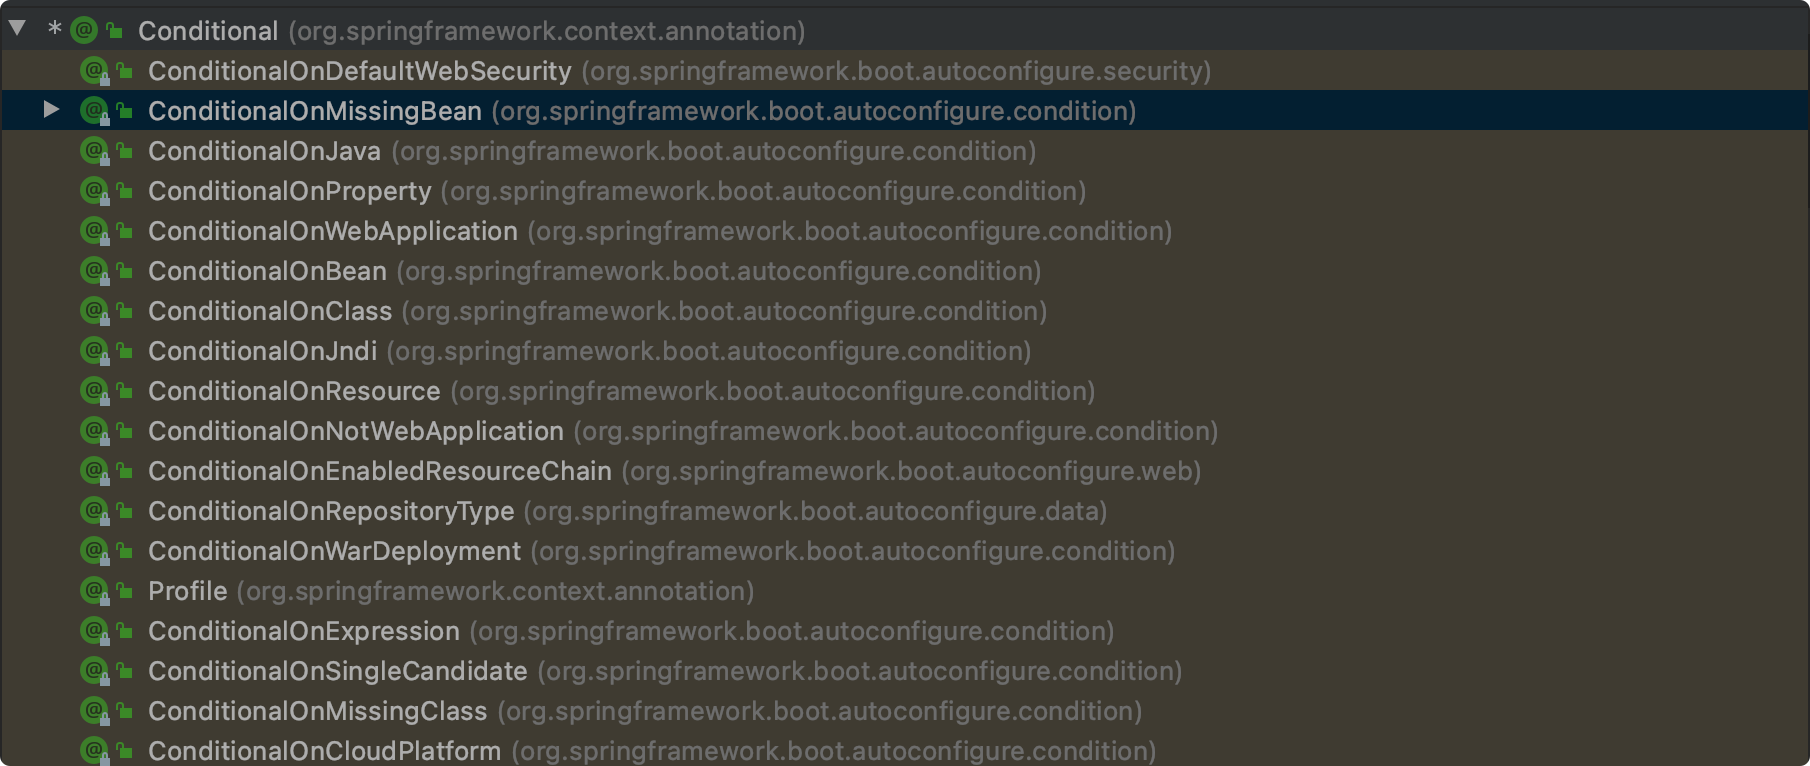 * @ Conditional (org.springframework.context.annotation)
@ ConditionalOnDefaultWebSecurity (org.springframework.boot.autoconfigure.security)
@ ConditionalOnMissingBean (org.springframework.boot.autoconfigure.condition)
@ ConditionalOnJava (org.springframework.boot.autoconfigure.condition)
@ ConditionalOnProperty (org.springframework.boot.autoconfigure.condition)
@ ConditionalOnWebApplication (org.springframework.boot.autoconfigure.condition)
@ ConditionalOnBean (org.springframework.boot.autoconfigure.condition)
@ ConditionalOnClass (org.springframework.boot.autoconfigure.condition)
@ ConditionalOnJndi (org.springframework.boot.autoconfigure.condition)
@ ConditionalOnResource (org.springframework.boot.autoconfigure.condition)
@ ConditionalOnNotWebApplication (org.springframework.boot.autoconfigure.condition)
@ ConditionalOnEnabledResourceChain (org.springframework.boot.autoconfigure.web)
@ ConditionalOnRepositoryType (org.springframework.boot.autoconfigure.data)
@ ConditionalOnWarDeployment (org.springframework.boot.autoconfigure.condition)
@ Profile (org.springframework.context.annotation)
@ ConditionalOnExpression (org.springframework.boot.autoconfigure.condition)
@ ConditionalOnSingleCandidate (org.springframework.boot.autoconfigure.condition)
@ ConditionalOnMissingClass (org.springframework.boot.autoconfigure.condition)
@ ConditionalOnCloudPlatform (org.springframework.boot.autoconfigure.condition)